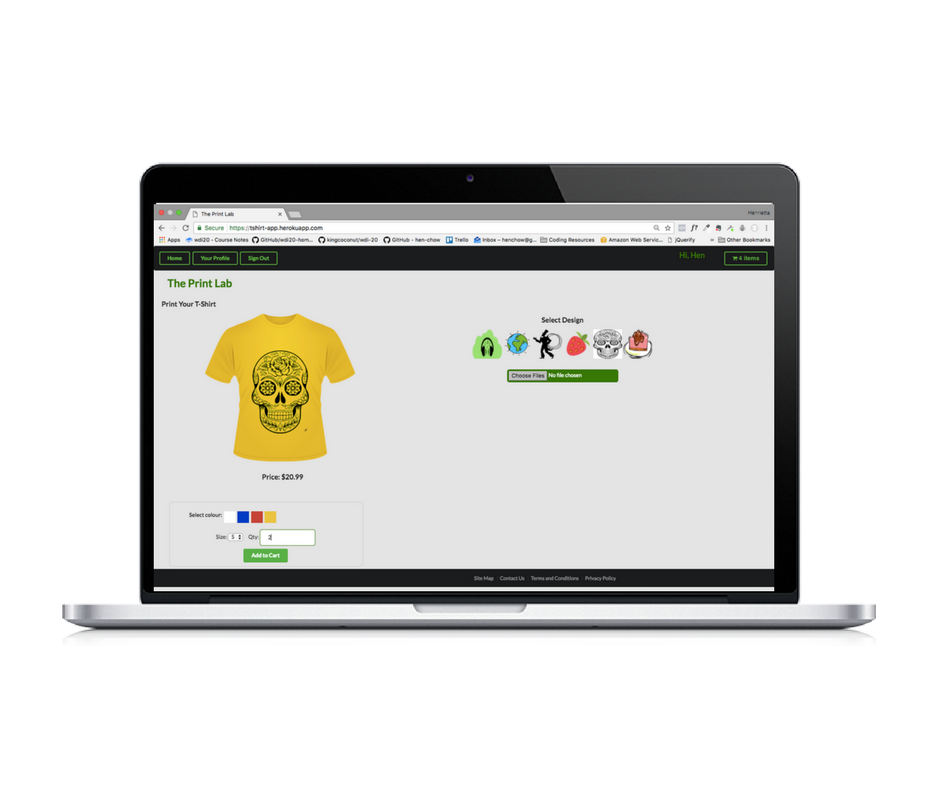 The Print Lab
Henrietta
Secure https://tshirt-app.herokuapp.com
Apps wdi20 - Course Notes GitHub/wdi20-hom... kingcoconut/wdi-20 GitHub - hen-chow Trello Inbox – henchow@g... Coding Resources Amazon Web Servic... jQuerify » Other Bookmarks
Home Your Profile Sign Out Hi, Hen 4 items
The Print Lab
Print Your T-Shirt
Select Design
Choose Files No file chosen
Price: $20.99
Select colour:
Size: S Qty: 2
Add to Cart
Site Map Contact Us Terms and Conditions Privacy Policy